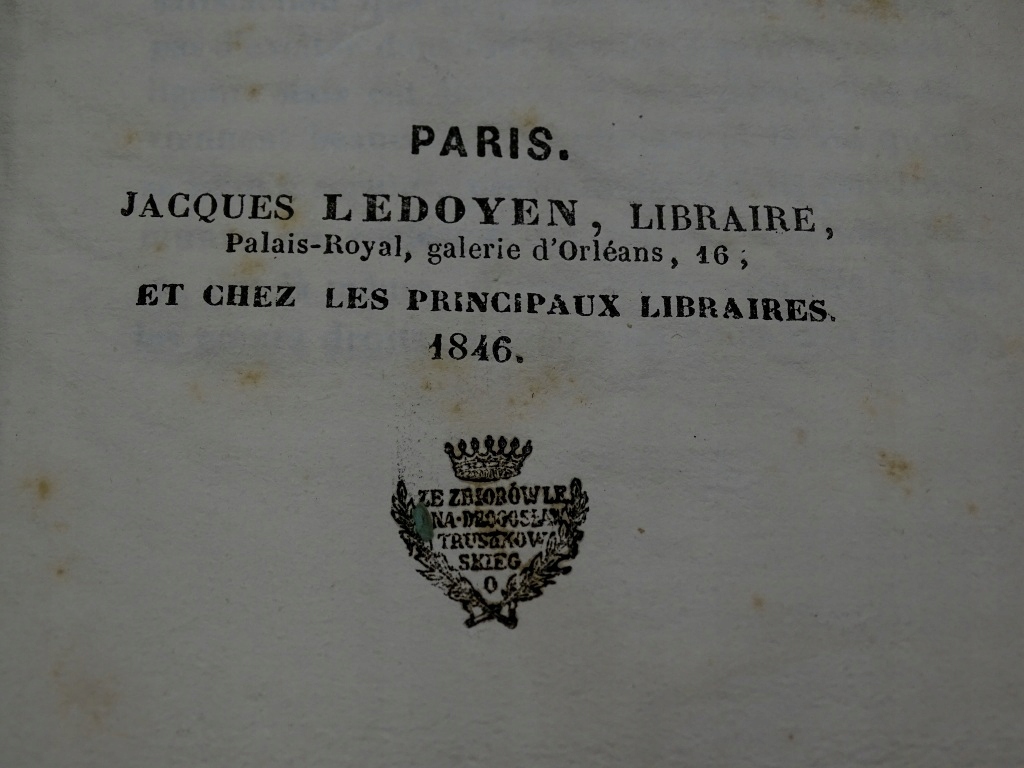 PARIS.
JACQUES LEDOYEN, LIBRAIRE,
Palais-Royal, galerie d'Orléans, 16;
ET CHEZ LES PRINCIPAUX LIBRAIRES.
1846.
ZE ZBIORÓW LE
TRUSZKOW
SKIEG
O.